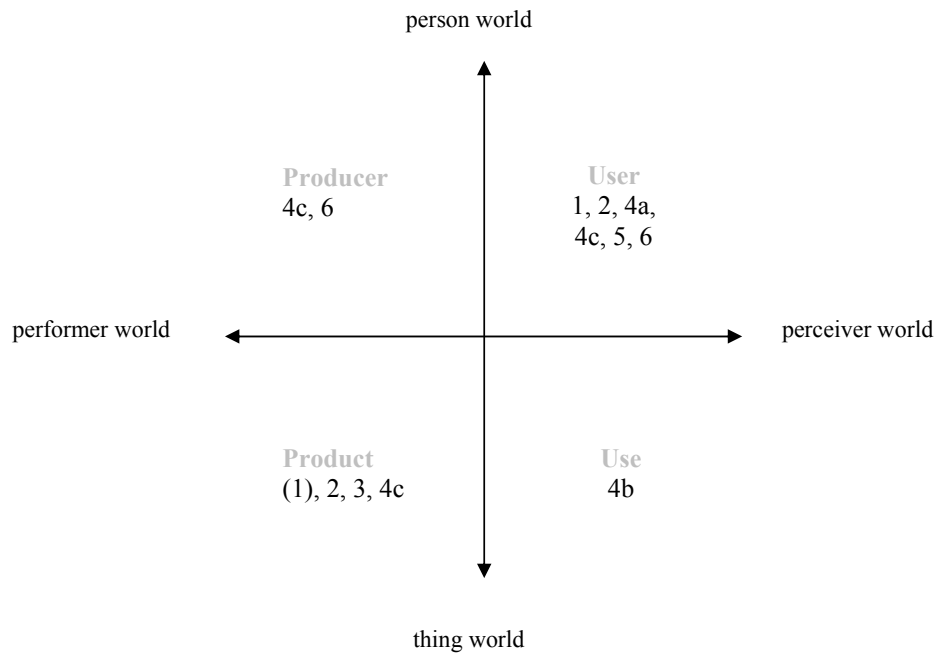 person world
Producer
4c, 6
User
1, 2, 4a,
4c, 5, 6
performer world
perceiver world
Product
(1), 2, 3, 4c
Use
4b
thing world